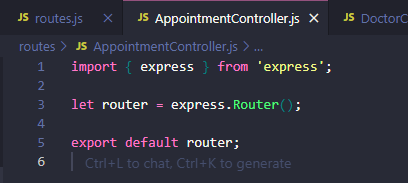 JS routes.js JS AppointmentController.js × JS DoctorC
routes > JS AppointmentController.js > ...
1 import { express } from 'express';
2
3 let router = express.Router();
4
5 export default router;
6 Ctrl+L to chat, Ctrl+K to generate